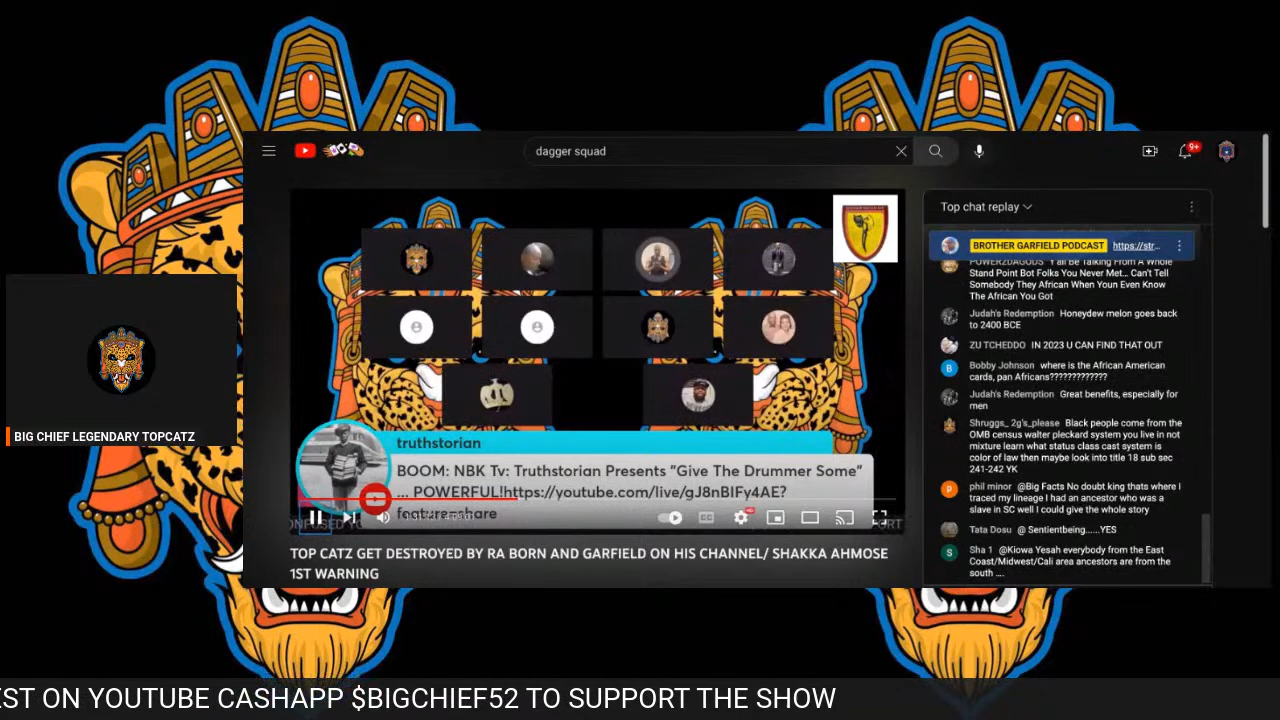 dagger squad
9+
Top chat replay
BROTHER GARFIELD PODCAST https://str...
POWER2DAGODS Y'all Be Talking From A Whole
Stand Point Bot Folks You Never Met... Can't Tell
Somebody They African When Youn Even Know
The African You Got
Judah's Redemption Honeydew melon goes back
to 2400 BCE
ZU TCHEDDO IN 2023 U CAN FIND THAT OUT
Bobby Johnson where is the African American
cards, pan Africans?????????????
Judah's Redemption Great benefits, especially for
men
Shruggs_ 2g's_please Black people come from the
OMB census walter pleckard system you live in not
mixture learn what status class cast system is
color of law then maybe look into title 18 sub sec
241-242 YK
phil minor @Big Facts No doubt king thats where I
traced my lineage I had an ancestor who was a
slave in SC well I could give the whole story
Tata Dosu @ Sentientbeing......YES
Sha 1 @Kiowa Yesah everybody from the East
Coast/Midwest/Cali area ancestors are from the
south ....
truthstorian
BOOM: NBK Tv: Truthstorian Presents "Give The Drummer Some"
... POWERFUL!https://youtube.com/live/gJ8nBIFy4AE?
feature=share
TOP CATZ GET DESTROYED BY RA BORN AND GARFIELD ON HIS CHANNEL/ SHAKKA AHMOSE
1ST WARNING
BIG CHIEF LEGENDARY TOPCATZ
EST ON YOUTUBE CASHAPP $BIGCHIEF52 TO SUPPORT THE SHOW